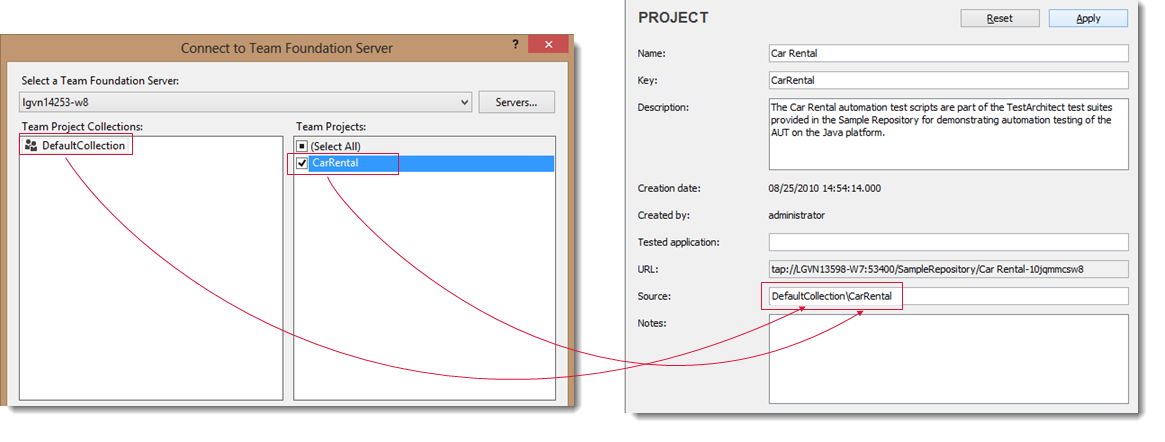 Connect to Team Foundation Server
?
Select a Team Foundation Server:
lgvn14253-w8
Servers...
Team Project Collections:
DefaultCollection
Team Projects:
(Select All)
CarRental
PROJECT
Reset
Apply
Name:
Car Rental
Key:
CarRental
Description:
The Car Rental automation test scripts are part of the TestArchitect test suites
provided in the Sample Repository for demonstrating automation testing of the
AUT on the Java platform.
Creation date:
08/25/2010 14:54:14.000
Created by:
administrator
Tested application:
URL:
tap://LGVN13598-W7:53400/SampleRepository/Car Rental-10jqmmcsw8
Source:
DefaultCollection\CarRental
Notes: